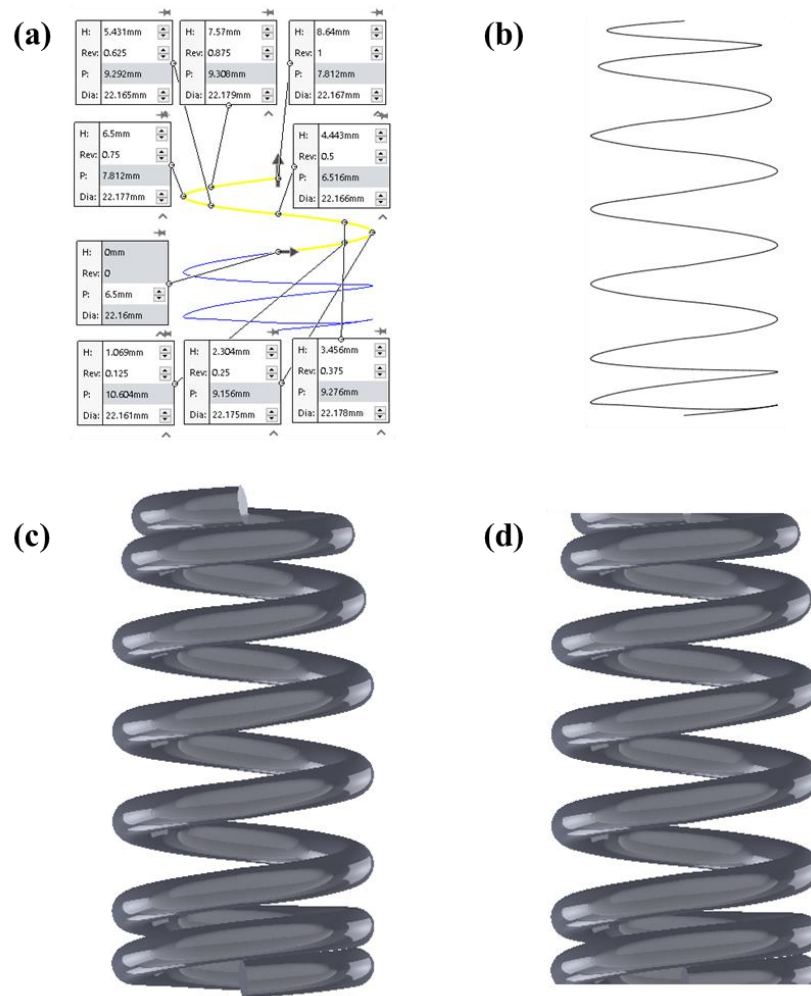 (a)
H: 5.431mm
Rev: 0.625
P: 9.292mm
Dia: 22.165mm
H: 7.57mm
Rev: 0.875
P: 9.308mm
Dia: 22.179mm
H: 8.64mm
Rev: 1
P: 7.812mm
Dia: 22.167mm
(b)
H: 6.5mm
Rev: 0.75
P: 7.812mm
Dia: 22.177mm
H: 4.443mm
Rev: 0.5
P: 6.516mm
Dia: 22.166mm
H: 0mm
Rev: 0
P: 6.5mm
Dia: 22.16mm
H: 1.069mm
Rev: 0.125
P: 10.604mm
Dia: 22.161mm
H: 2.304mm
Rev: 0.25
P: 9.156mm
Dia: 22.175mm
H: 3.456mm
Rev: 0.375
P: 9.276mm
Dia: 22.178mm
(c)
(d)